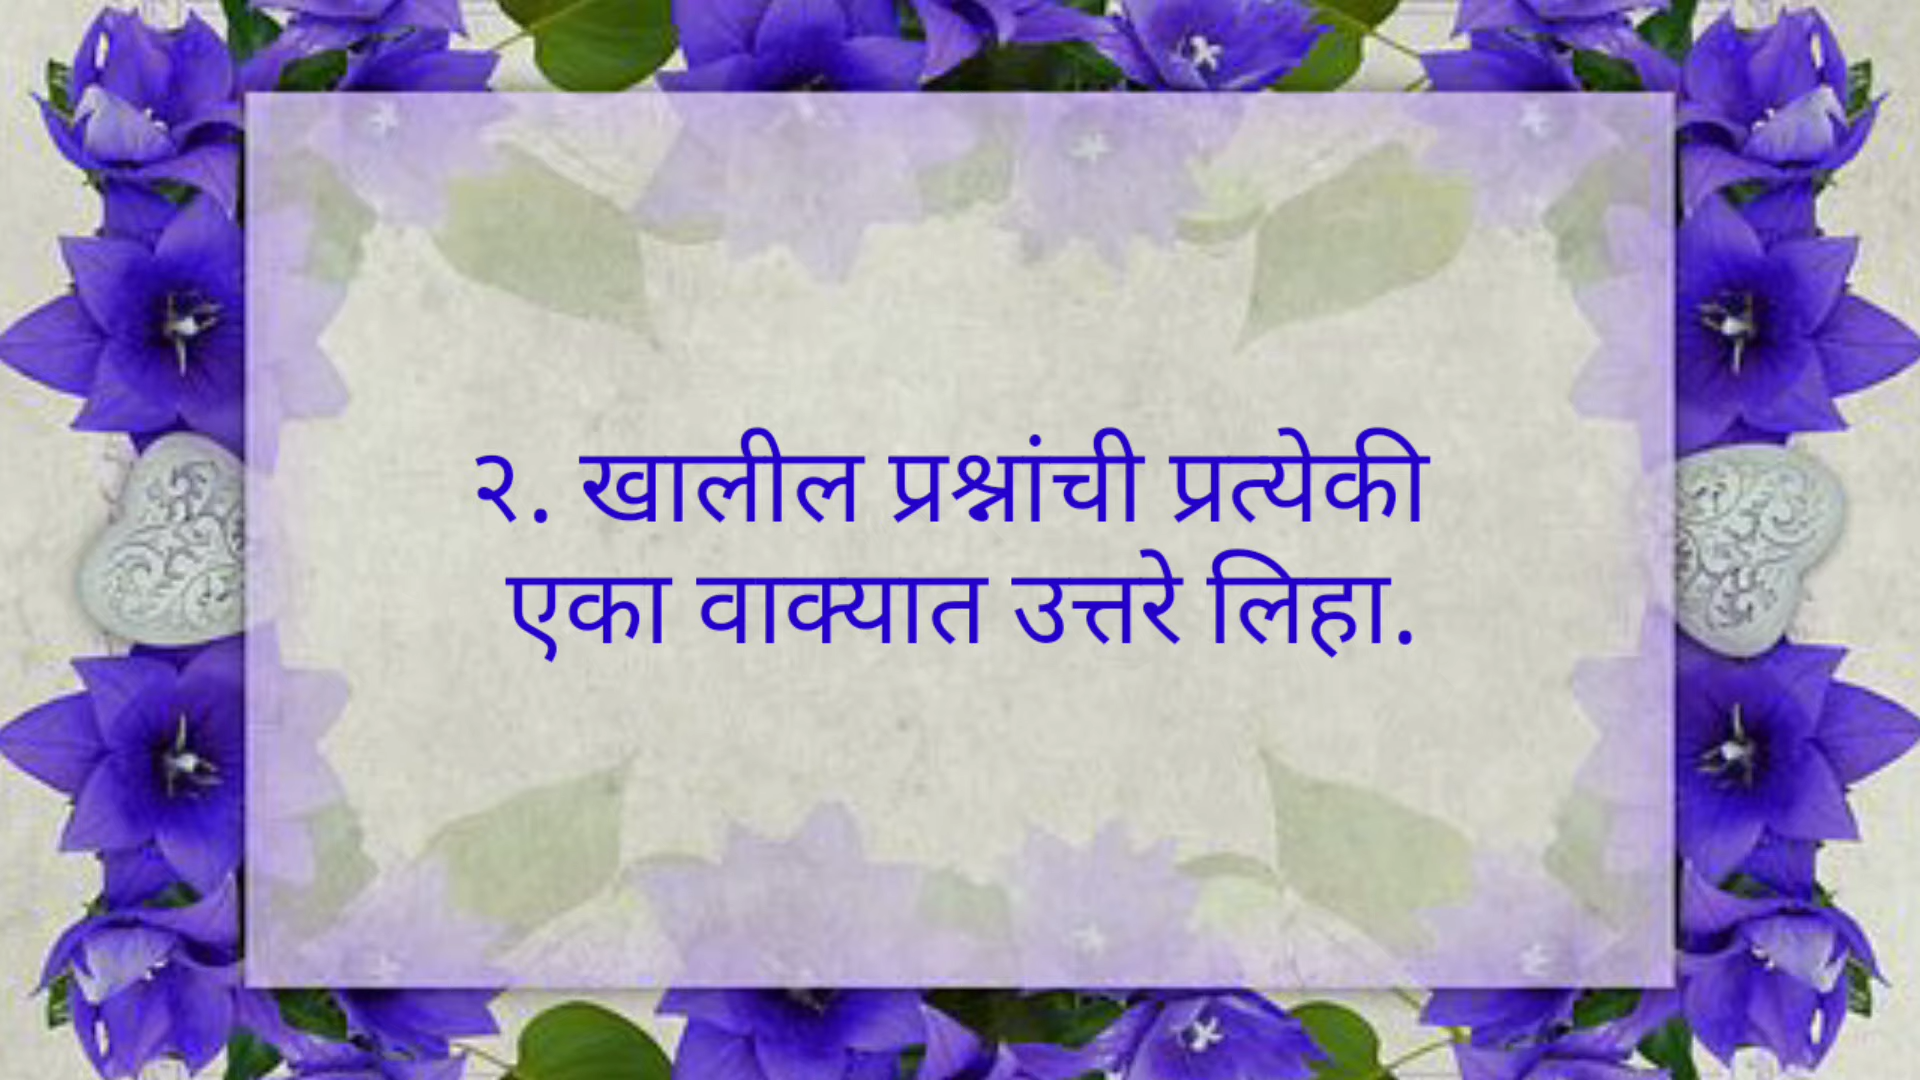 २. खालील प्रश्नांची प्रत्येकी
एका वाक्यात उत्तरे लिहा.